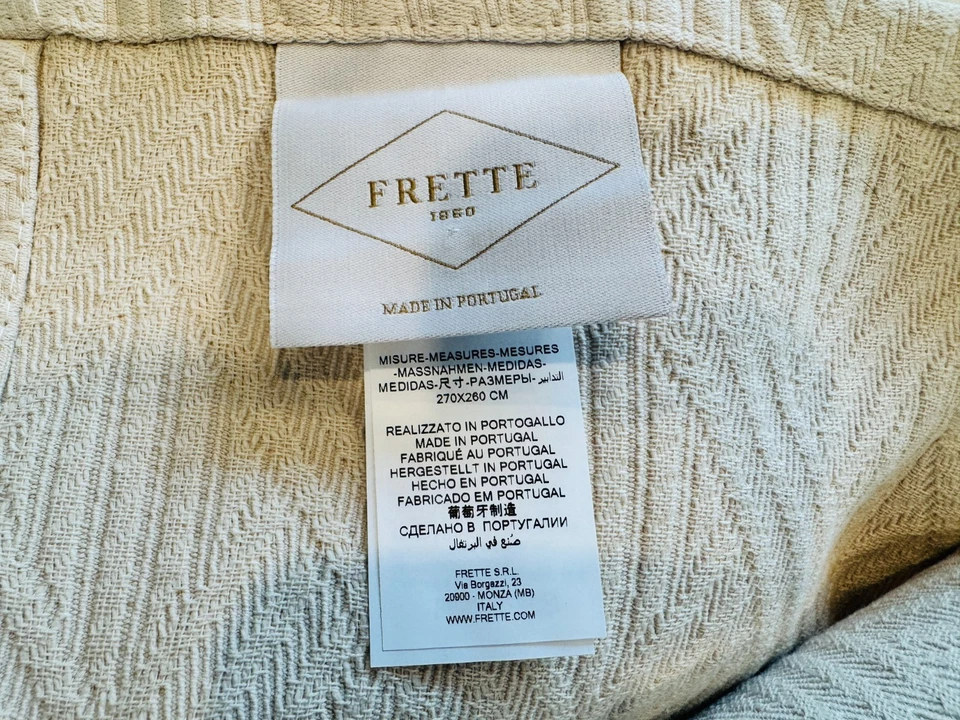 FRETTE
1860
MADE IN PORTUGAL
MISURE-MEASURES-MESURES
-MASSNAHMEN-MEDIDAS-
MEDIDAS-尺寸-РАЗМЕРЫ- التدابير
270X260 CM
REALIZZATO IN PORTOGALLO
MADE IN PORTUGAL
FABRIQUÉ AU PORTUGAL
HERGESTELLT IN PORTUGAL
HECHO EN PORTUGAL
FABRICADO EM PORTUGAL
葡萄牙制造
СДЕЛАНО В ПОРТУГАЛИИ
صُنع في البرتغال
FRETTE S.R.L.
Via Borgazzi, 23
20900 - MONZA (MB)
ITALY
WWW.FRETTE.COM